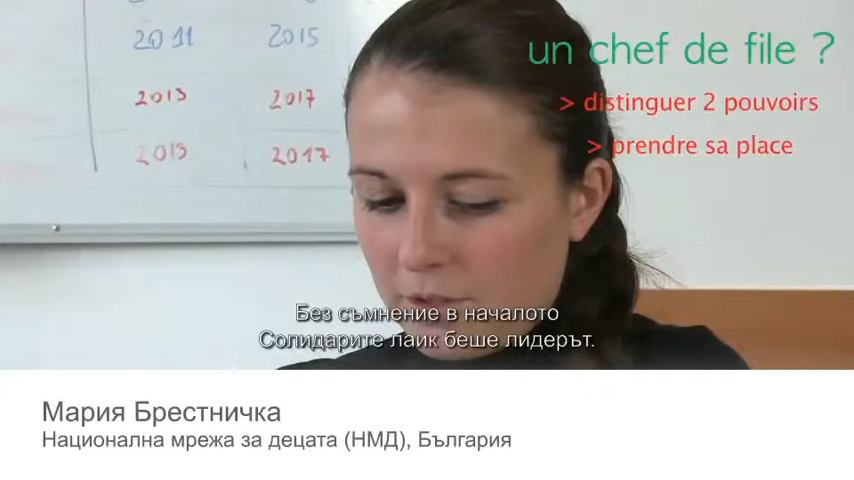 2011 2015
2013 2017
2013 2017
un chef de file ?
> distinguer 2 pouvoirs
> prendre sa place
Без съмнение в началото
Солидарите лаик беше лидерът.
Мария Брестничка
Национална мрежа за децата (НМД), България